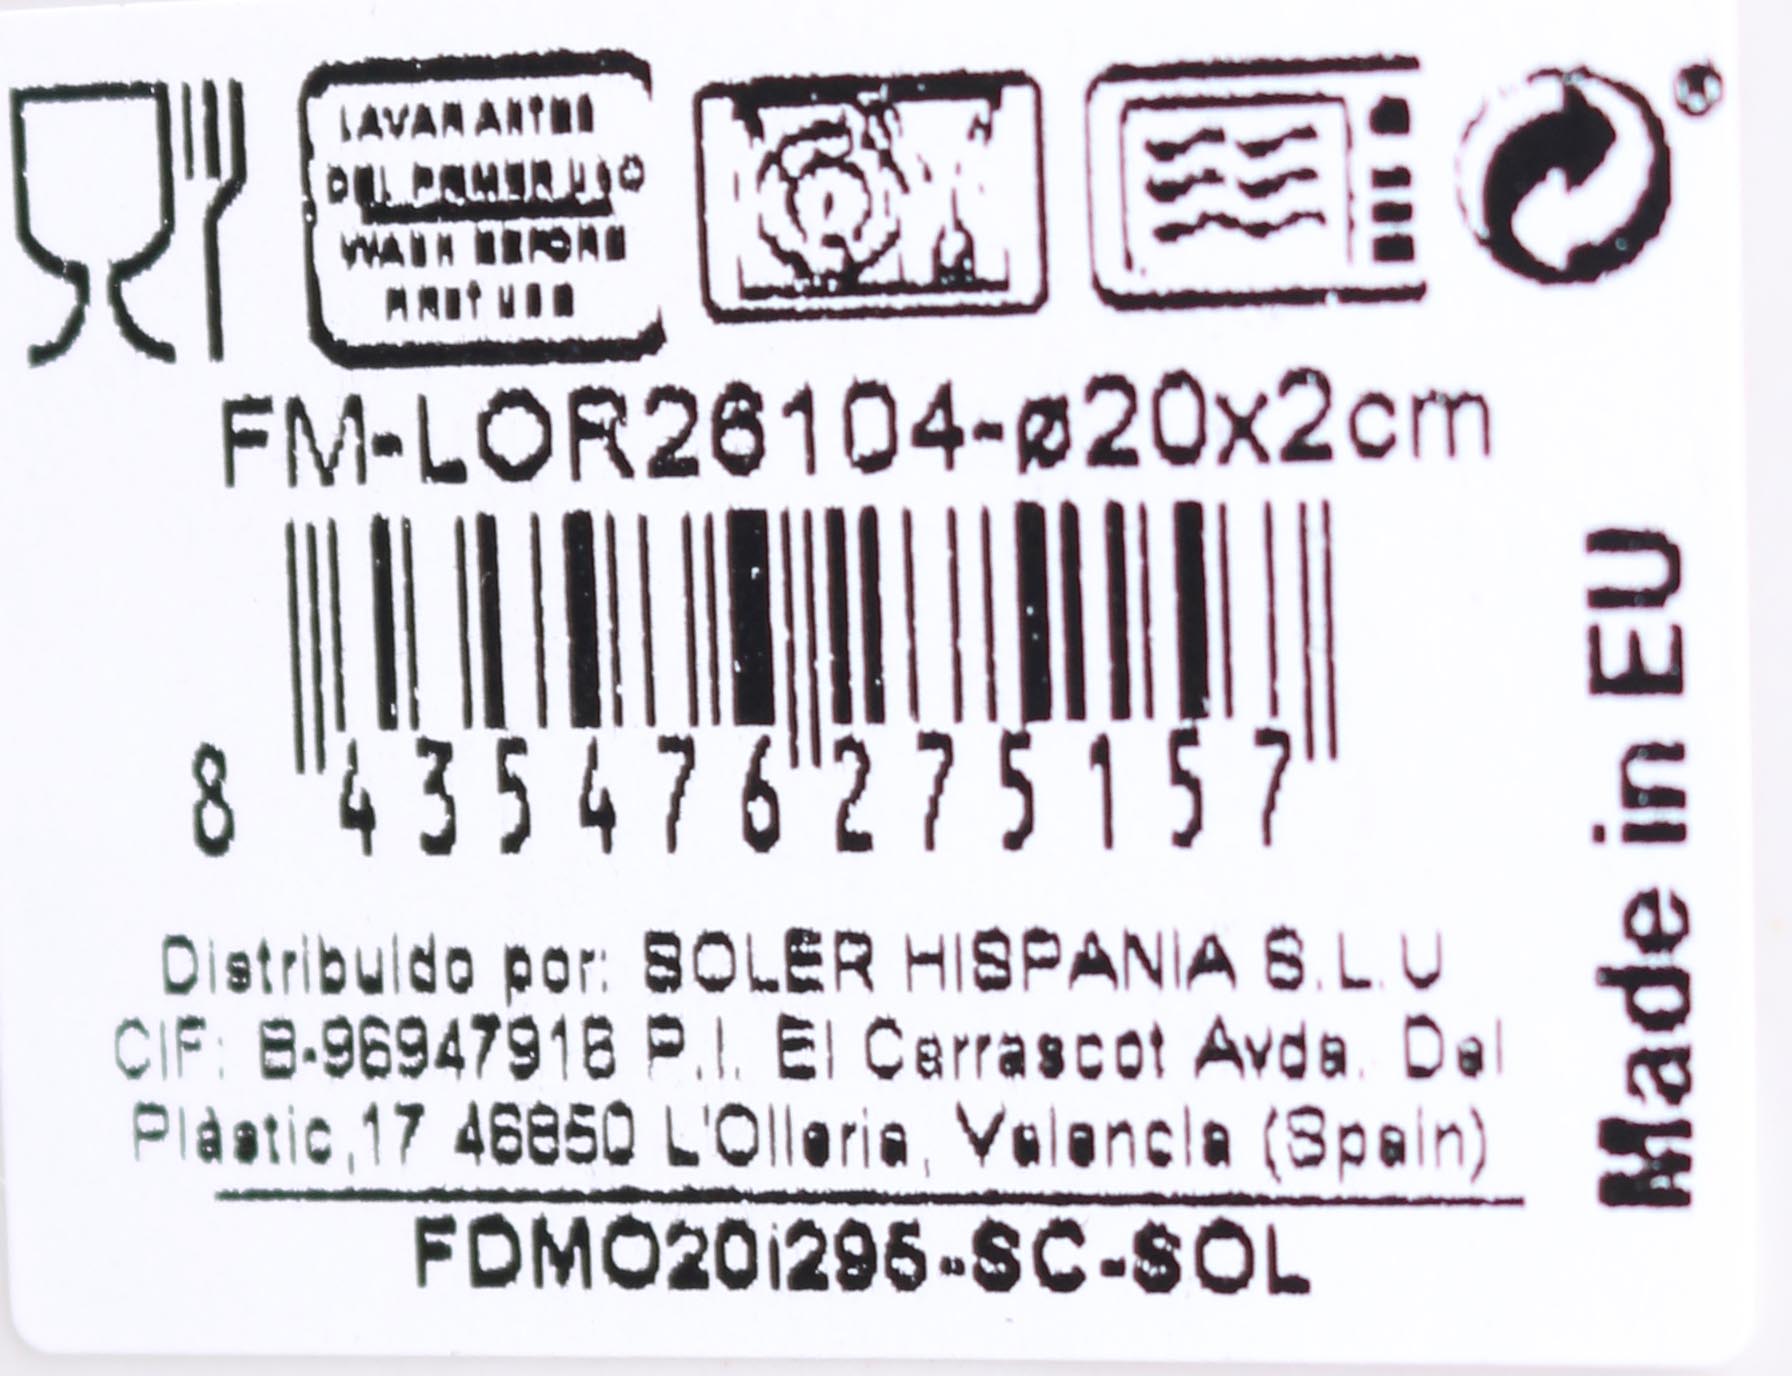 LAVAR ANTES
DEL PRIMER USO
WASH BEFORE
FIRST USE
FM-LOR26104-ø20x2cm
8 435476 275157
Distribuido por: SOLER HISPANIA S.L.U
CIF: B-96947918 P.I. El Carrascot Avda. Del
Plàstic,17 46850 L'Olleria, Valencia (Spain)
FDMO20i295-SC-SOL
Made in EU